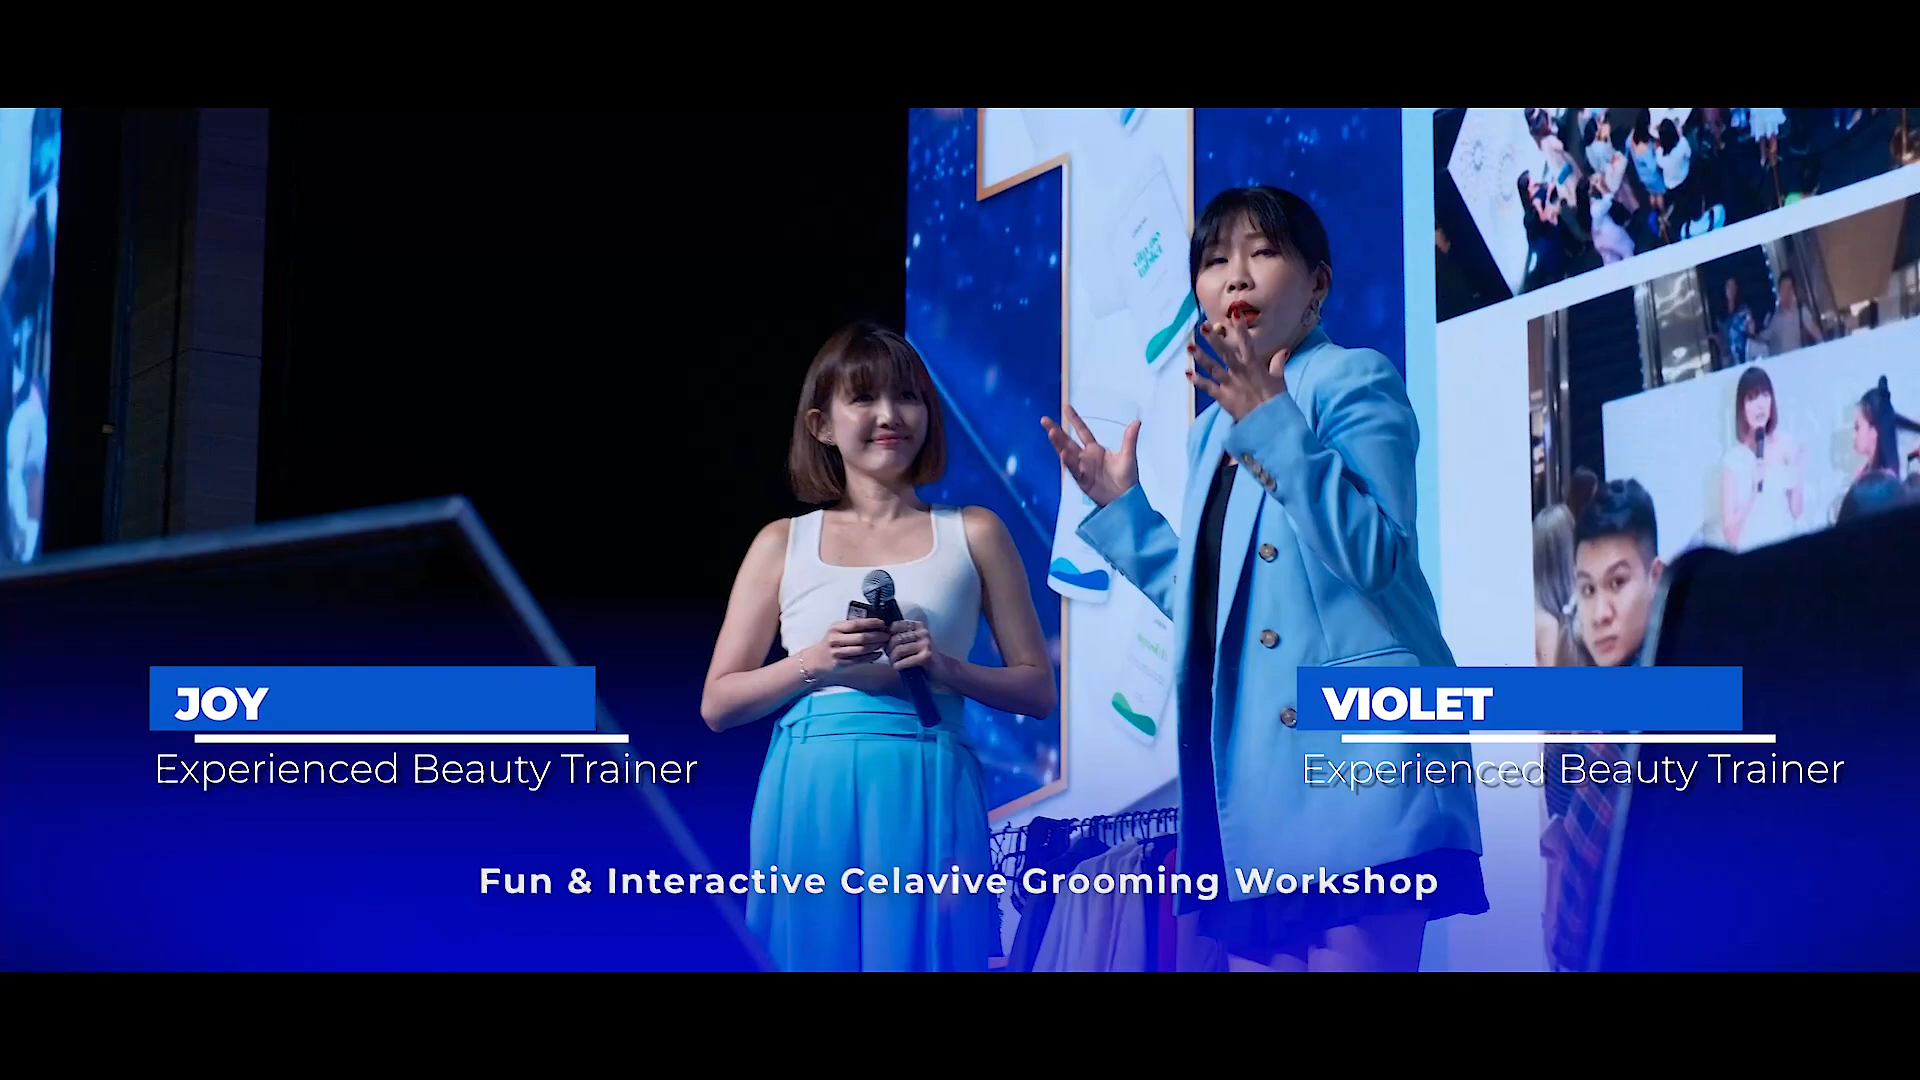 JOY
Experienced Beauty Trainer
VIOLET
Experienced Beauty Trainer
Fun & Interactive Celavive Grooming Workshop